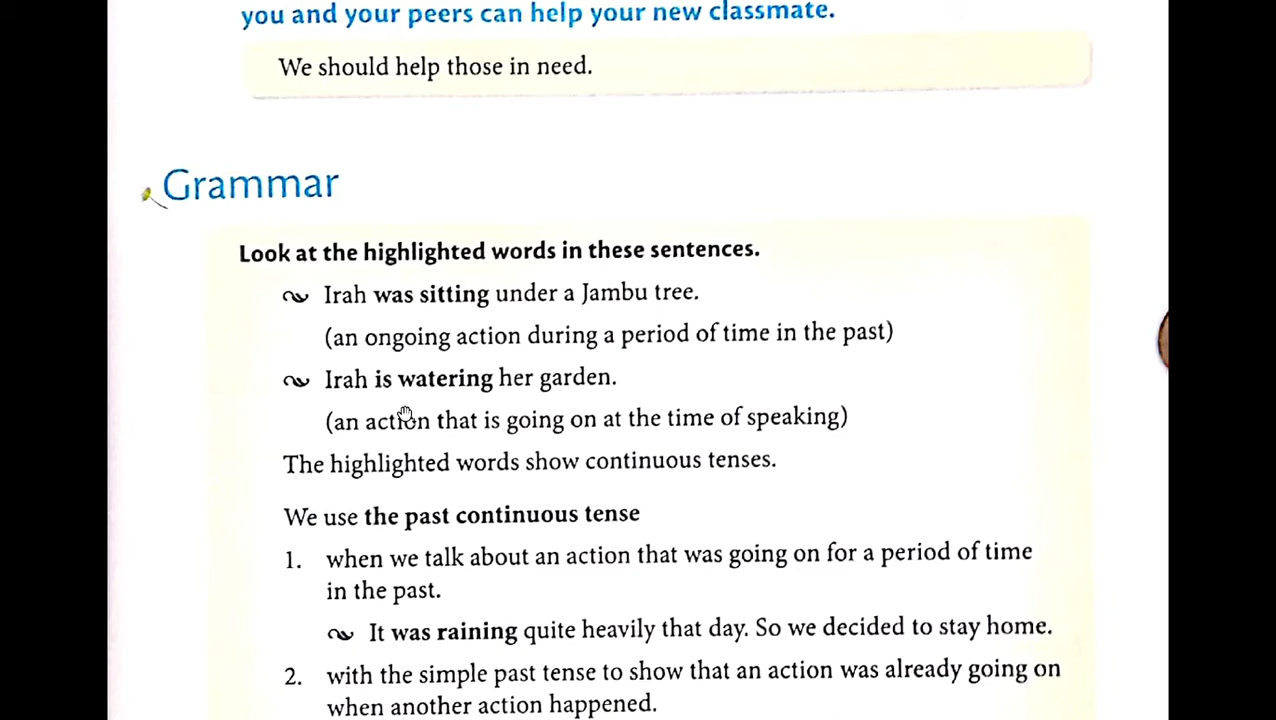 you and your peers can help your new classmate.
We should help those in need.
Grammar
Look at the highlighted words in these sentences.
Irah was sitting under a Jambu tree.
(an ongoing action during a period of time in the past)
Irah is watering her garden.
(an action that is going on at the time of speaking)
The highlighted words show continuous tenses.
We use the past continuous tense
1. when we talk about an action that was going on for a period of time
in the past.
It was raining quite heavily that day. So we decided to stay home.
2. with the simple past tense to show that an action was already going on
when another action happened.